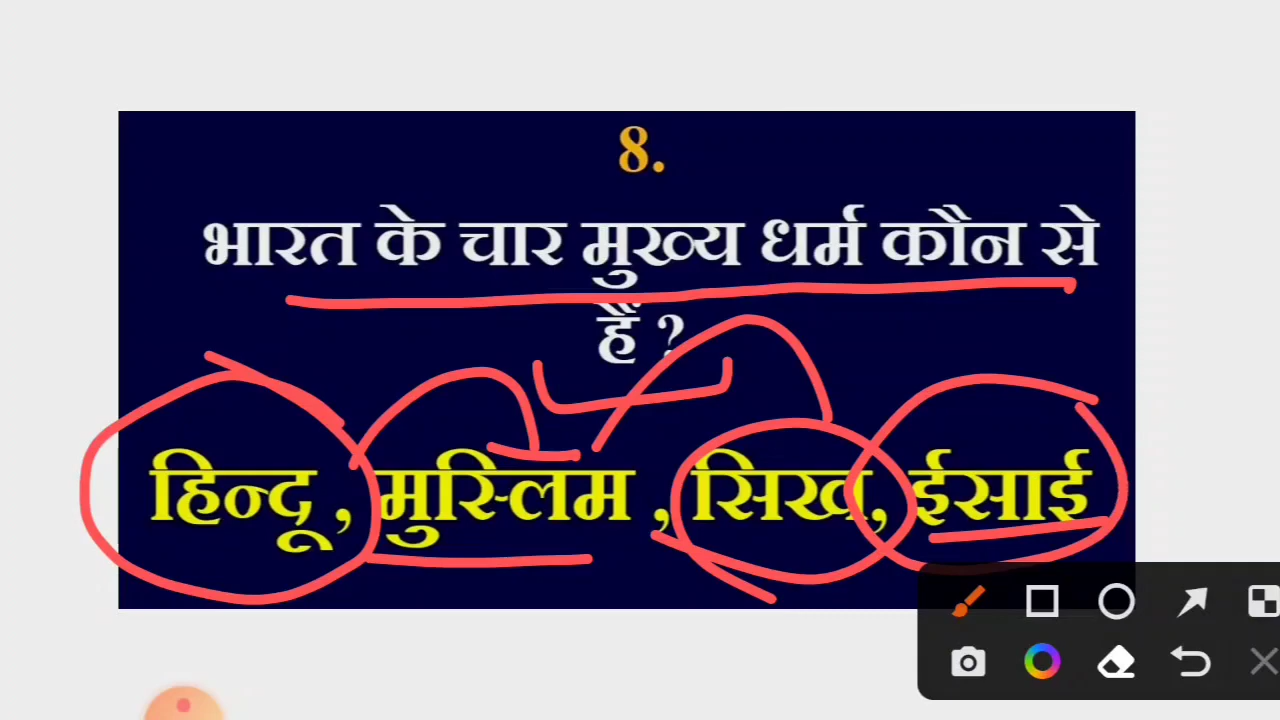 8.
भारत के चार मुख्य धर्म कौन से
हैं ?
हिन्दू , मुस्लिम , सिख, ईसाई